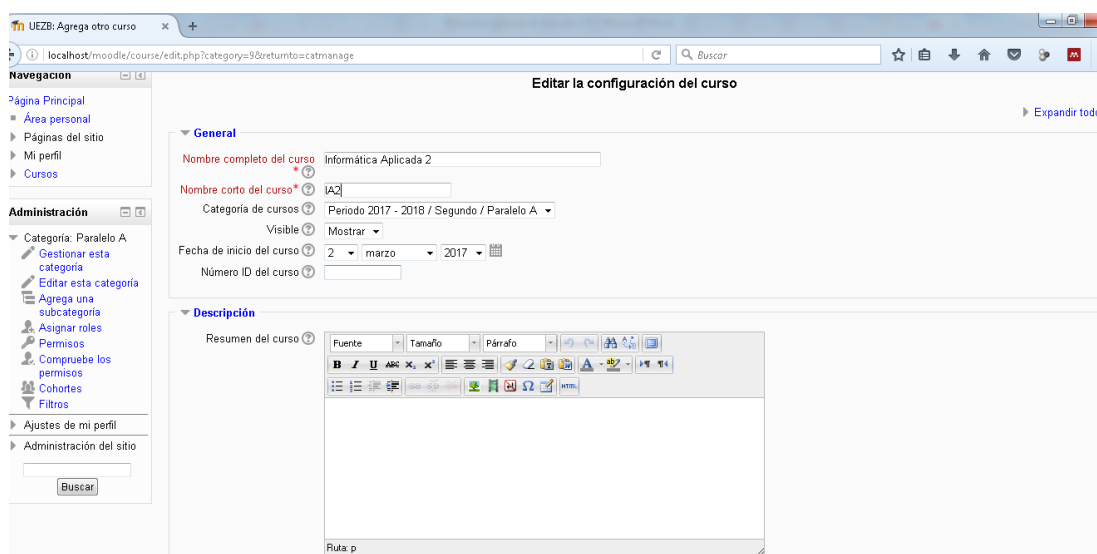 UEZB: Agrega otro curso
localhost/moodle/course/edit.php?category=9&returnto=catmanage
Buscar
Navegación
Página Principal
Área personal
Páginas del sitio
Mi perfil
Cursos
Administración
Categoría: Paralelo A
Gestionar esta
categoría
Editar esta categoría
Agrega una
subcategoría
Asignar roles
Permisos
Compruebe los
permisos
Cohortes
Filtros
Ajustes de mi perfil
Administración del sitio
Buscar
Editar la configuración del curso
Expandir todo
General
Nombre completo del curso * Informática Aplicada 2
Nombre corto del curso* IA2
Categoría de cursos Periodo 2017 - 2018 / Segundo / Paralelo A
Visible Mostrar
Fecha de inicio del curso 2 marzo 2017
Número ID del curso
Descripción
Resumen del curso
Fuente Tamaño Párrafo
B I U ABC x₂ x² A ab
Ω HTML
Ruta: p